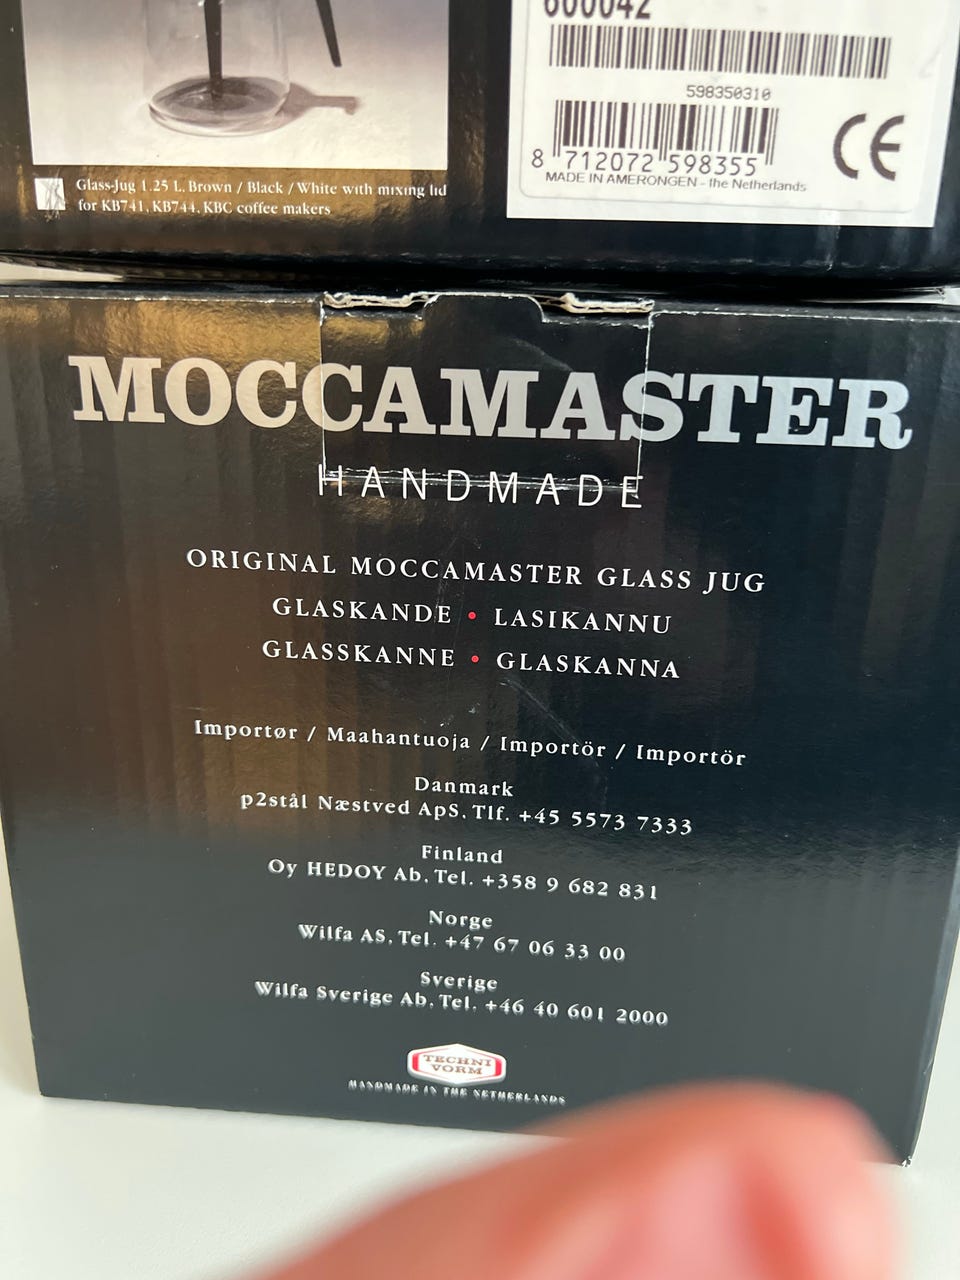 600042
598350310
8 712072 598355
CE
MADE IN AMERONGEN - the Netherlands
Glass-Jug 1.25 L. Brown / Black / White with mixing lid
for KB741, KB744, KBC coffee makers
MOCCAMASTER
HANDMADE
ORIGINAL MOCCAMASTER GLASS JUG
GLASKANDE • LASIKANNU
GLASSKANNE • GLASKANNA
Importør / Maahantuoja / Importör / Importör
Danmark
p2stål Næstved ApS, Tlf. +45 5573 7333
Finland
Oy HEDOY Ab, Tel. +358 9 682 831
Norge
Wilfa AS, Tel. +47 67 06 33 00
Sverige
Wilfa Sverige Ab, Tel. +46 40 601 2000
TECHNI
VORM
HANDMADE IN THE NETHERLANDS